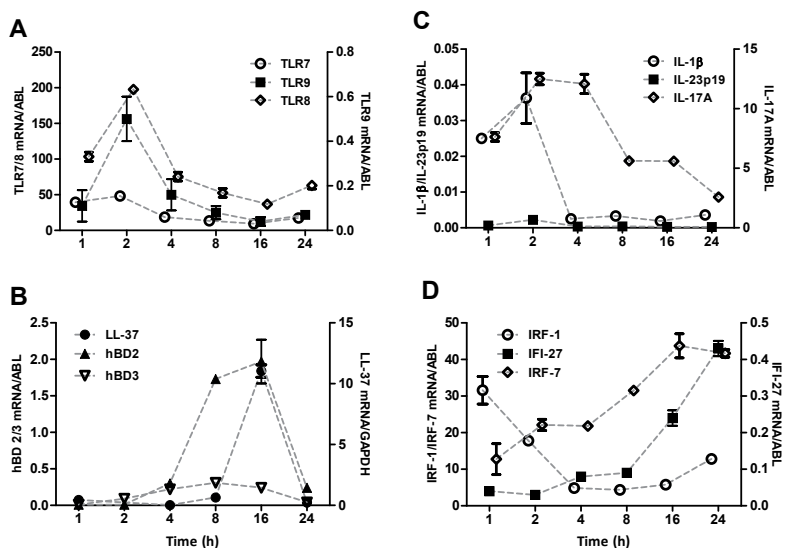 A
250
200
150
100
50
0
TLR7/8 mRNA/ABL
TLR7
TLR9
TLR8
0.8
0.6
0.4
0.2
0.0
TLR9 mRNA/ABL
1 2 4 8 16 24
B
2.5
2.0
1.5
1.0
0.5
0.0
hBD 2/3 mRNA/ABL
LL-37
hBD2
hBD3
15
10
5
0
LL-37 mRNA/GAPDH
1 2 4 8 16 24
Time (h)
C
0.05
0.04
0.03
0.02
0.01
0.00
IL-1β/IL-23p19 mRNA/ABL
IL-1β
IL-23p19
IL-17A
15
10
5
0
IL-17A mRNA/ABL
1 2 4 8 16 24
D
50
40
30
20
10
0
IRF-1/IRF-7 mRNA/ABL
IRF-1
IFI-27
IRF-7
0.5
0.4
0.3
0.2
0.1
0.0
IFI-27 mRNA/ABL
1 2 4 8 16 24
Time (h)